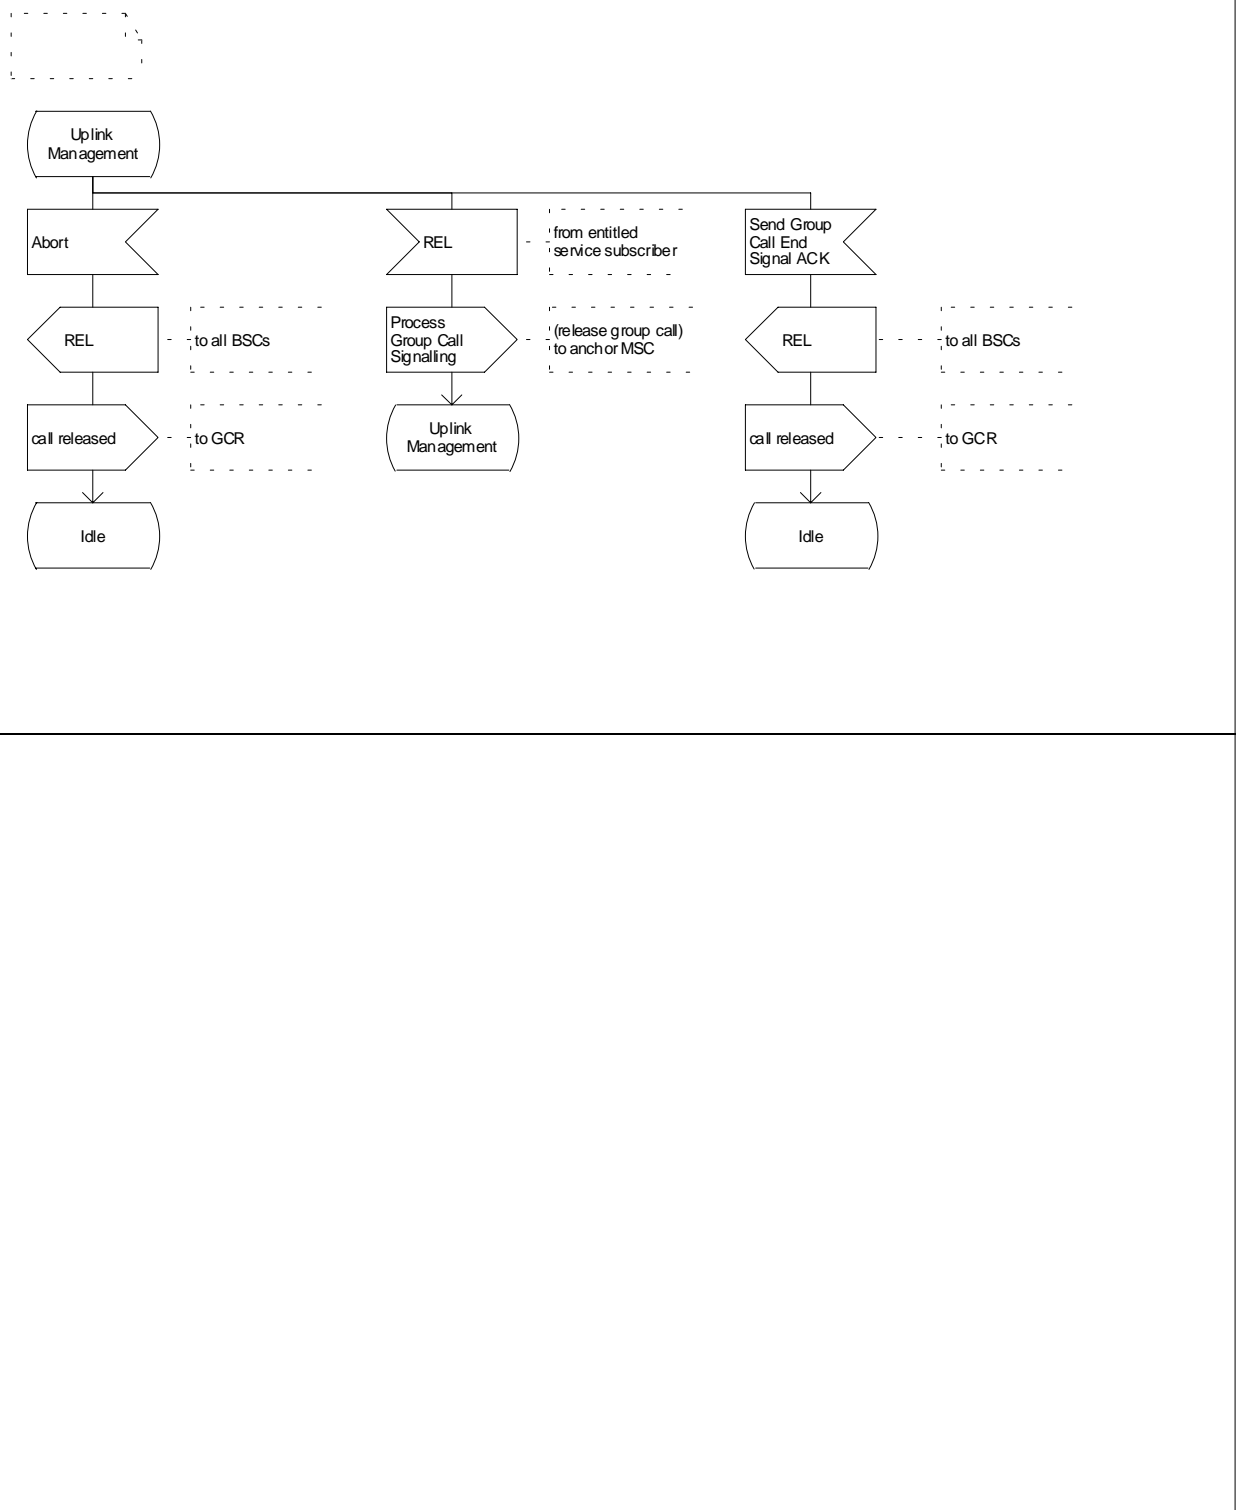 Uplink
Management
Abort
REL
to all BSCs
call released
to GCR
Idle
REL
from entitled
service subscriber
Process
Group Call
Signalling
(release group call)
to anchor MSC
Uplink
Management
Send Group
Call End
Signal ACK
REL
to all BSCs
call released
to GCR
Idle